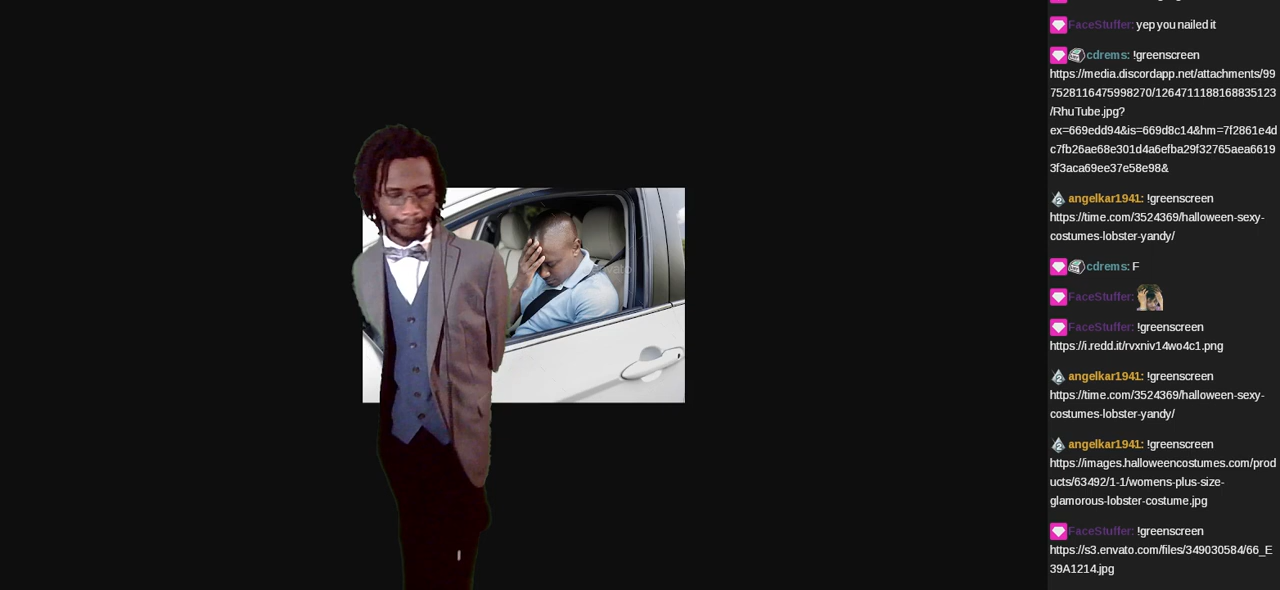 FaceStuffer: yep you nailed it
cdrems: !greenscreen
https://media.discordapp.net/attachments/99
7528116475998270/1264711188168835123
/RhuTube.jpg?
ex=669edd94&is=669d8c14&hm=7f2861e4d
c7fb26ae68e301d4a6efba29f32765aea6619
3f3aca69ee37e58e98&
angelkar1941: !greenscreen
https://time.com/3524369/halloween-sexy-
costumes-lobster-yandy/
cdrems: F
FaceStuffer:
FaceStuffer: !greenscreen
https://i.redd.it/rvxniv14wo4c1.png
angelkar1941: !greenscreen
https://time.com/3524369/halloween-sexy-
costumes-lobster-yandy/
angelkar1941: !greenscreen
https://images.halloweencostumes.com/prod
ucts/63492/1-1/womens-plus-size-
glamorous-lobster-costume.jpg
FaceStuffer: !greenscreen
https://s3.envato.com/files/349030584/66_E
39A1214.jpg